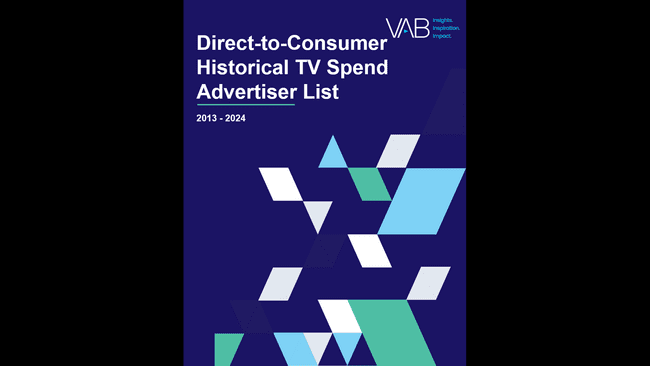 VAB
Insights.
Inspiration.
Impact.
Direct-to-Consumer
Historical TV Spend
Advertiser List
2013 - 2024